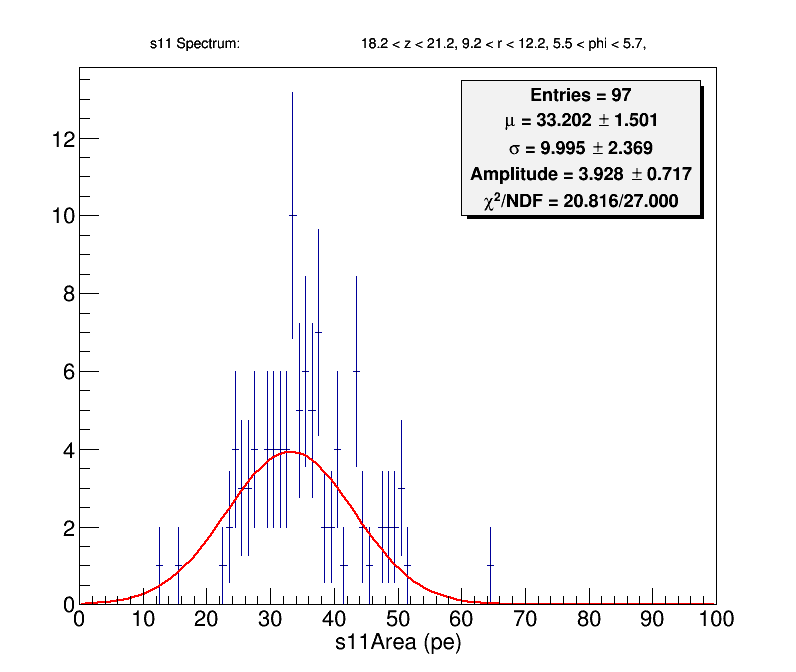 s11 Spectrum: 18.2 < z < 21.2, 9.2 < r < 12.2, 5.5 < phi < 5.7,
Entries = 97
μ = 33.202 ± 1.501
σ = 9.995 ± 2.369
Amplitude = 3.928 ± 0.717
χ²/NDF = 20.816/27.000
12
10
8
6
4
2
0
0 10 20 30 40 50 60 70 80 90 100
s11Area (pe)